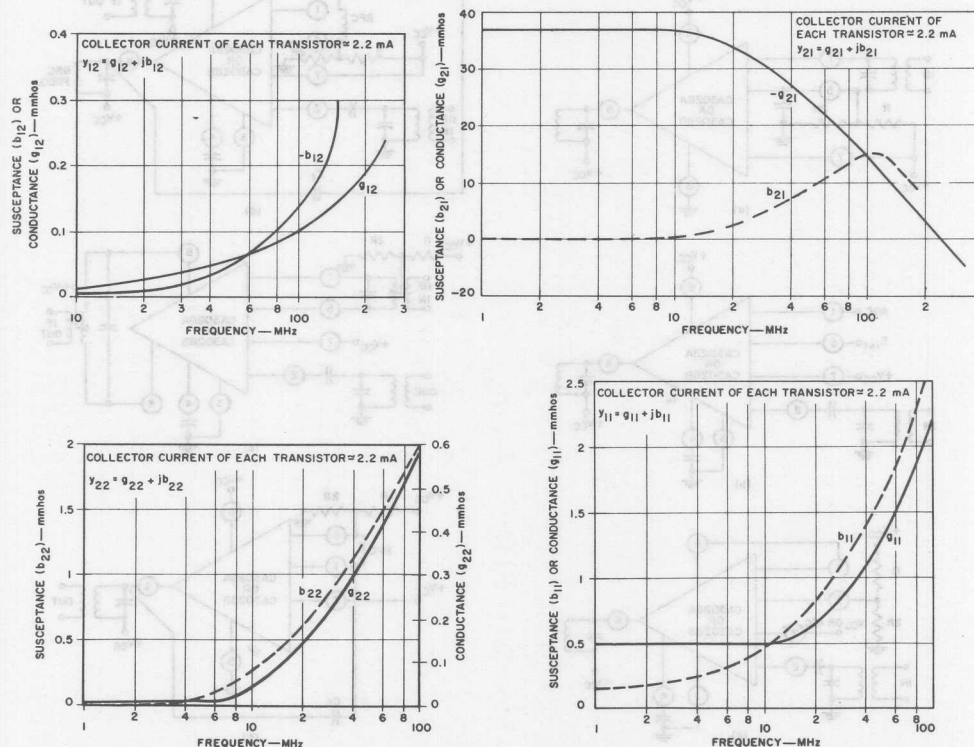 0.4
0.3
0.2
0.1
0
SUSCEPTANCE (b12) OR
CONDUCTANCE (g12)—mmhos
COLLECTOR CURRENT OF EACH TRANSISTOR≃2.2 mA
y12 = g12 + jb12
-b12
g12
10 2 4 6 8 100 2 300
FREQUENCY—MHz
40
30
20
10
0
-20
SUSCEPTANCE (b21) OR CONDUCTANCE (g21)—mmhos
COLLECTOR CURRENT OF
EACH TRANSISTOR≃2.2 mA
y21 = g21 + jb21
-g21
b21
1 2 4 6 8 10 2 4 6 8 100 2
FREQUENCY—MHz
2
1.5
1
0.5
0
SUSCEPTANCE (b22)—mmhos
COLLECTOR CURRENT OF EACH TRANSISTOR≃2.2 mA
y22 = g22 + jb22
b22
g22
0.6
0.5
0.4
0.3
0.2
0.1
0
CONDUCTANCE (g22)—mmhos
1 2 4 6 8 10 2 4 6 8 100
FREQUENCY—MHz
2.5
2
1.5
1
0.5
0
SUSCEPTANCE (b11) OR CONDUCTANCE (g11)—mmhos
COLLECTOR CURRENT OF EACH TRANSISTOR≃2.2 mA
y11 = g11 + jb11
b11
g11
1 2 4 6 8 10 2 4 6 8 100
FREQUENCY—MHz